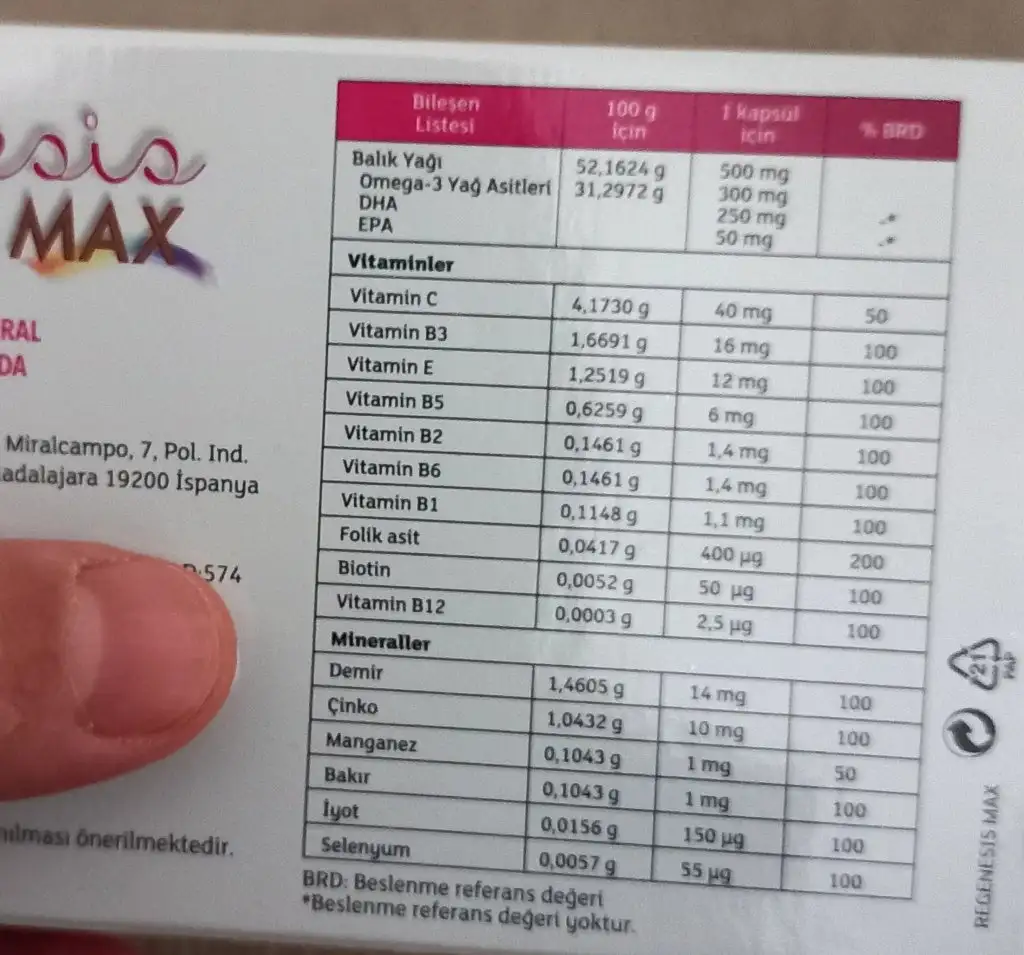 esis
MAX
RAL
DA
Miralcampo, 7, Pol. Ind.
adalajara 19200 İspanya
574
nılması önerilmektedir.
Bileşen Listesi 100 g için 1 kapsül için % BRD
Balık Yağı 52,1624 g 500 mg
Omega-3 Yağ Asitleri 31,2972 g 300 mg
DHA 250 mg *
EPA 50 mg *
Vitaminler
Vitamin C 4,1730 g 40 mg 50
Vitamin B3 1,6691 g 16 mg 100
Vitamin E 1,2519 g 12 mg 100
Vitamin B5 0,6259 g 6 mg 100
Vitamin B2 0,1461 g 1,4 mg 100
Vitamin B6 0,1461 g 1,4 mg 100
Vitamin B1 0,1148 g 1,1 mg 100
Folik asit 0,0417 g 400 µg 200
Biotin 0,0052 g 50 µg 100
Vitamin B12 0,0003 g 2,5 µg 100
Mineraller
Demir 1,4605 g 14 mg 100
Çinko 1,0432 g 10 mg 100
Manganez 0,1043 g 1 mg 50
Bakır 0,1043 g 1 mg 100
İyot 0,0156 g 150 µg 100
Selenyum 0,0057 g 55 µg 100
BRD: Beslenme referans değeri
*Beslenme referans değeri yoktur.
21
PAP
REGENESIS MAX